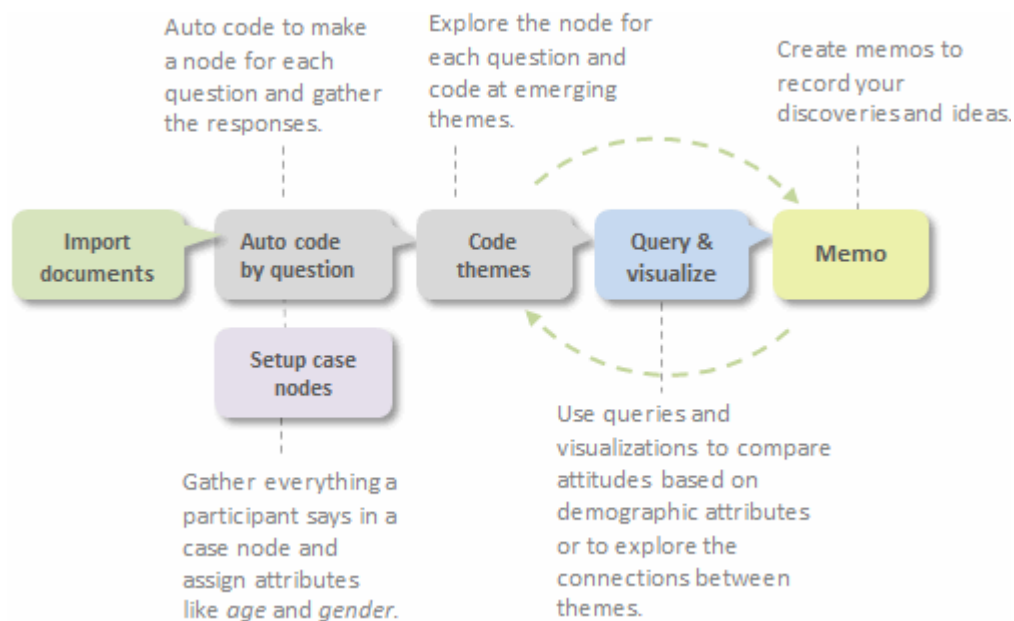 Auto code to make
a node for each
question and gather
the responses.
Explore the node for
each question and
code at emerging
themes.
Create memos to
record your
discoveries and ideas.
Import
documents
Auto code
by question
Code
themes
Query &
visualize
Memo
Setup case
nodes
Gather everything a
participant says in a
case node and
assign attributes
like age and gender.
Use queries and
visualizations to compare
attitudes based on
demographic attributes
or to explore the
connections between
themes.